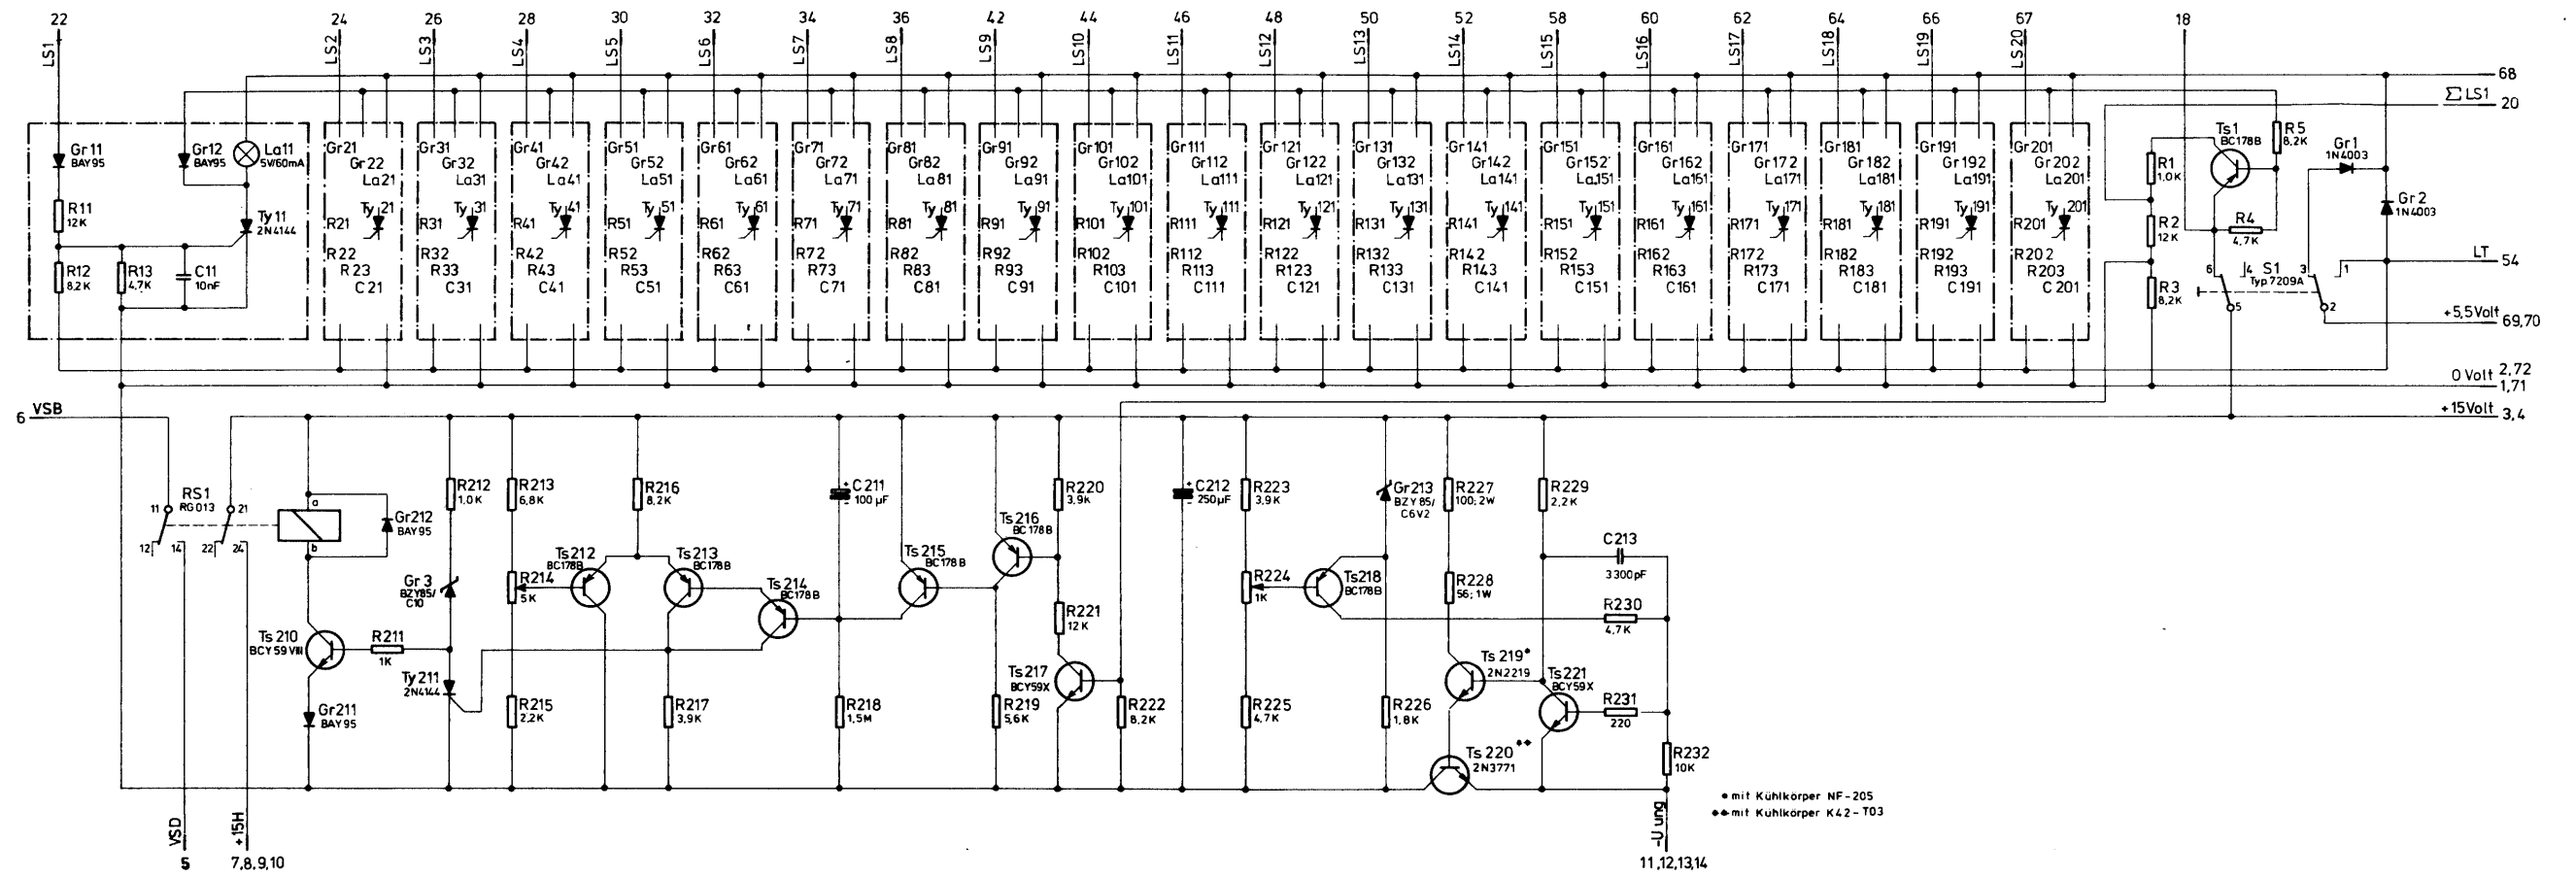 22 24 26 28 30 32 34 36 42 44 46 48 50 52 58 60 62 64 66 67 18
LS1 LS2 LS3 LS4 LS5 LS6 LS7 LS8 LS9 LS10 LS11 LS12 LS13 LS14 LS15 LS16 LS17 LS18 LS19 LS20
68
ΣLS1
20
Gr11
BAY95
Gr12
BAY95
La11
5V/60mA
R11
12K
Ty11
2N4144
R12
8,2K
R13
4,7K
C11
10nF
Gr21
Gr22
La21
Ty21
R21
R22
R23
C21
Gr31
Gr32
La31
Ty31
R31
R32
R33
C31
Gr41
Gr42
La41
Ty41
R41
R42
R43
C41
Gr51
Gr52
La51
Ty51
R51
R52
R53
C51
Gr61
Gr62
La61
Ty61
R61
R62
R63
C61
Gr71
Gr72
La71
Ty71
R71
R72
R73
C71
Gr81
Gr82
La81
Ty81
R81
R82
R83
C81
Gr91
Gr92
La91
Ty91
R91
R92
R93
C91
Gr101
Gr102
La101
Ty101
R101
R102
R103
C101
Gr111
Gr112
La111
Ty111
R111
R112
R113
C111
Gr121
Gr122
La121
Ty121
R121
R122
R123
C121
Gr131
Gr132
La131
Ty131
R131
R132
R133
C131
Gr141
Gr142
La141
Ty141
R141
R142
R143
C141
Gr151
Gr152
La151
Ty151
R151
R152
R153
C151
Gr161
Gr162
La161
Ty161
R161
R162
R163
C161
Gr171
Gr172
La171
Ty171
R171
R172
R173
C171
Gr181
Gr182
La181
Ty181
R181
R182
R183
C181
Gr191
Gr192
La191
Ty191
R191
R192
R193
C191
Gr201
Gr202
La201
Ty201
R201
R202
R203
C201
Ts1
BC178B
R5
8,2K
Gr1
1N4003
R1
1,0K
Gr2
1N4003
R2
12K
R4
4,7K
R3
8,2K
6 4 S1 3 1
Typ 7209A
5 2
LT
54
+5,5Volt
69,70
0 Volt 2,72
1,71
+15Volt 3,4
6 VSB
RS1
RG013
11 21
12 14 22 24
a
b
Gr212
BAY95
R212
1,0K
R213
6,8K
R216
8,2K
C211
+
-
100 µF
R220
3,9K
C212
+
-
250µF
R223
3,9K
Gr213
BZY85/
C6V2
R227
100;2W
R229
2,2K
Gr3
BZY85/
C10
R214
5K
Ts212
BC178B
Ts213
BC178B
Ts214
BC178B
Ts215
BC178B
Ts216
BC178B
R221
12K
R224
1K
Ts218
BC178B
R228
56;1W
C213
3300pF
R230
4,7K
Ts210
BCY59VIII
R211
1K
Ty211
2N4144
Gr211
BAY95
R215
2,2K
R217
3,9K
R218
1,5M
R219
5,6K
Ts217
BCY59X
R222
8,2K
R225
4,7K
R226
1,8K
Ts219*
2N2219
Ts221
BCY59X
R231
220
Ts220**
2N3771
R232
10K
* mit Kühlkörper NF-205
** mit Kühlkörper K42-T03
VSD
5
+15H
7,8,9,10
-U ung
11,12,13,14